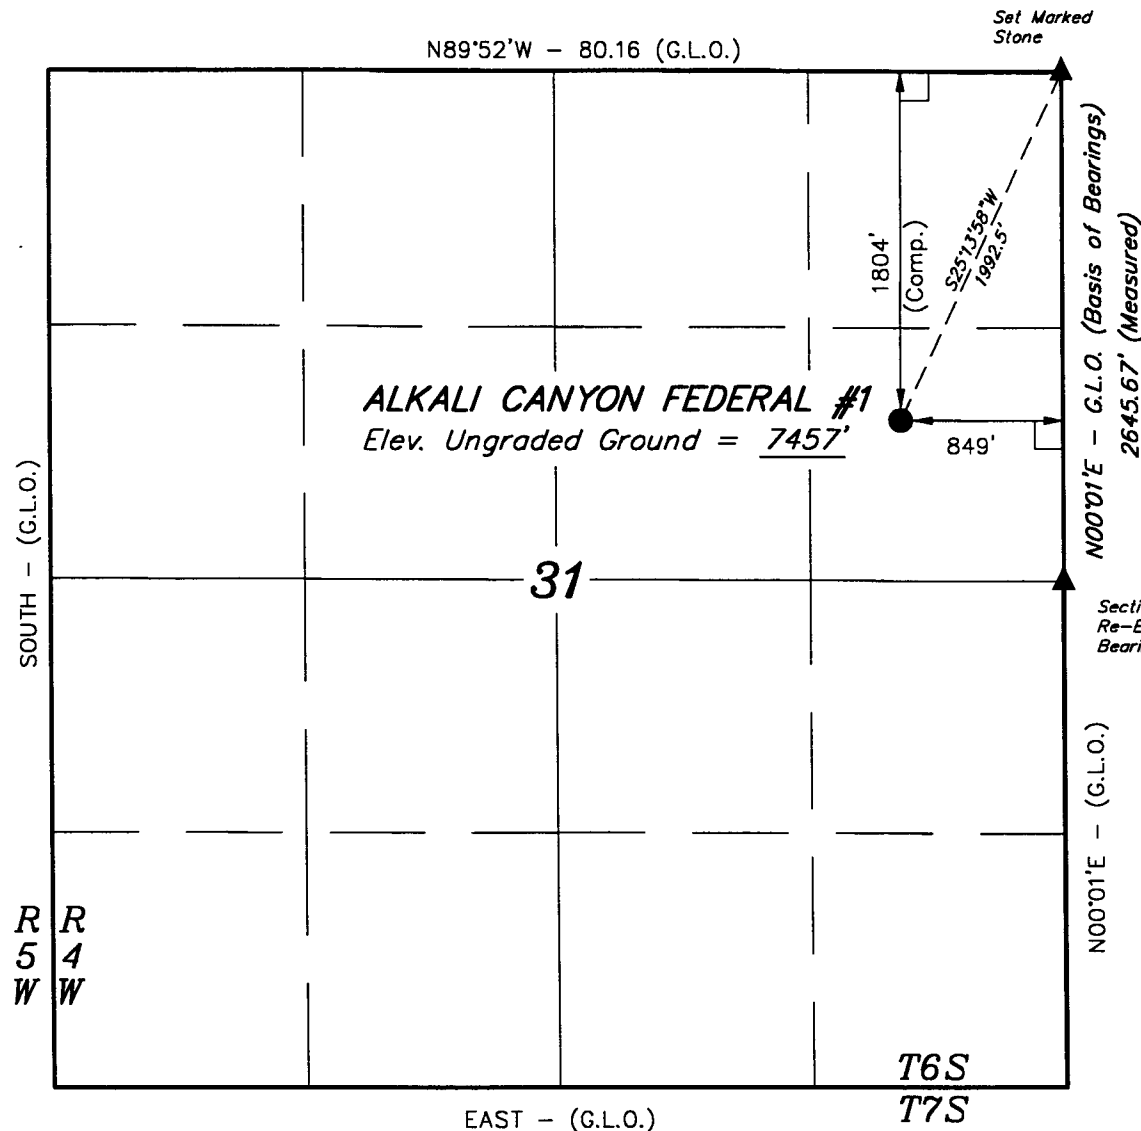 Set Marked
Stone
N89°52'W – 80.16 (G.L.O.)
1804'
(Comp.)
S25°13'58"W
1992.5'
N00°01'E – G.L.O. (Basis of Bearings)
2645.67' (Measured)
ALKALI CANYON FEDERAL #1
Elev. Ungraded Ground = 7457'
849'
SOUTH – (G.L.O.)
31
Re-E
N00°01'E – (G.L.O.)
R R
5 4
W W
T6S
T7S
EAST – (G.L.O.)